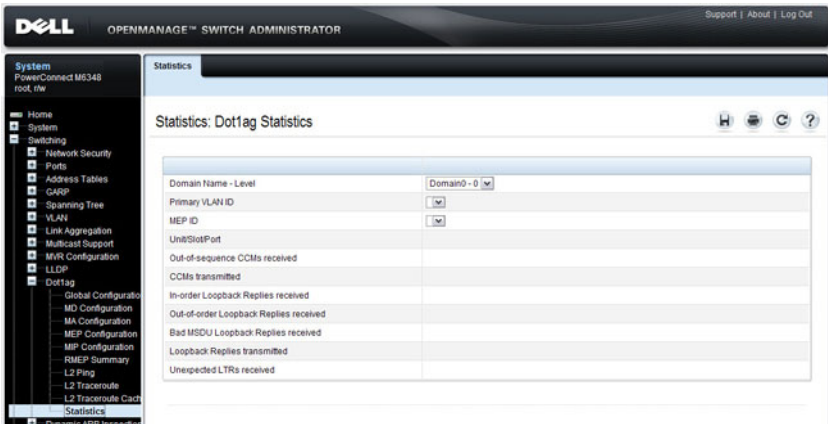 DELL
OPENMANAGE™ SWITCH ADMINISTRATOR
Support | About | Log Out
System
PowerConnect M6348
root, r/w
Home
System
Switching
Network Security
Ports
Address Tables
GARP
Spanning Tree
VLAN
Link Aggregation
Multicast Support
MVR Configuration
LLDP
Dot1ag
Global Configuratio
MD Configuration
MA Configuration
MEP Configuration
MIP Configuration
RMEP Summary
L2 Ping
L2 Traceroute
L2 Traceroute Cach
Statistics
Dynamic ARP Inspection
Statistics
Statistics: Dot1ag Statistics
Domain Name - Level Domain0 - 0
Primary VLAN ID
MEP ID
Unit/Slot/Port
Out-of-sequence CCMs received
CCMs transmitted
In-order Loopback Replies received
Out-of-order Loopback Replies received
Bad MSDU Loopback Replies received
Loopback Replies transmitted
Unexpected LTRs received